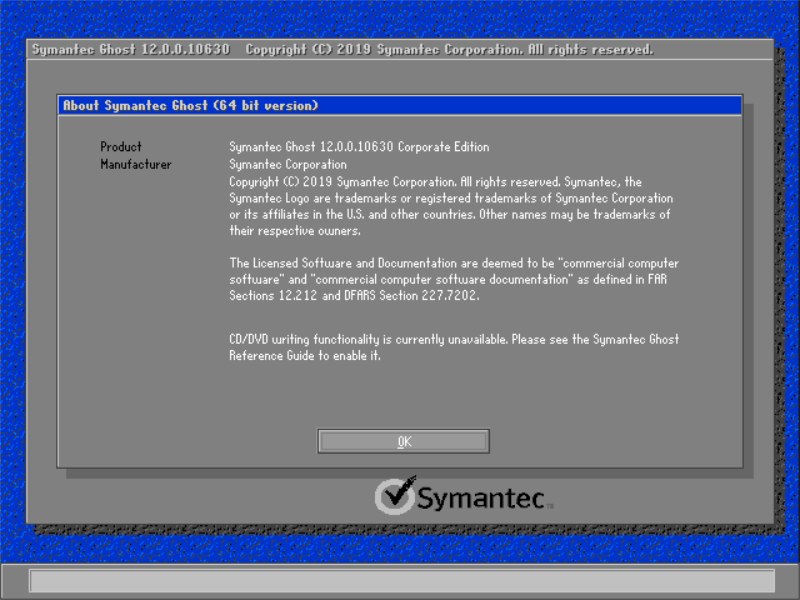 Symantec Ghost 12.0.0.10630   Copyright (C) 2019 Symantec Corporation. All rights reserved.
About Symantec Ghost (64 bit version)
Product Symantec Ghost 12.0.0.10630 Corporate Edition
Manufacturer Symantec Corporation
Copyright (C) 2019 Symantec Corporation. All rights reserved. Symantec, the
Symantec Logo are trademarks or registered trademarks of Symantec Corporation
or its affiliates in the U.S. and other countries. Other names may be trademarks of
their respective owners.
The Licensed Software and Documentation are deemed to be "commercial computer
software" and "commercial computer software documentation" as defined in FAR
Sections 12.212 and DFARS Section 227.7202.
CD/DVD writing functionality is currently unavailable. Please see the Symantec Ghost
Reference Guide to enable it.
OK
Symantec